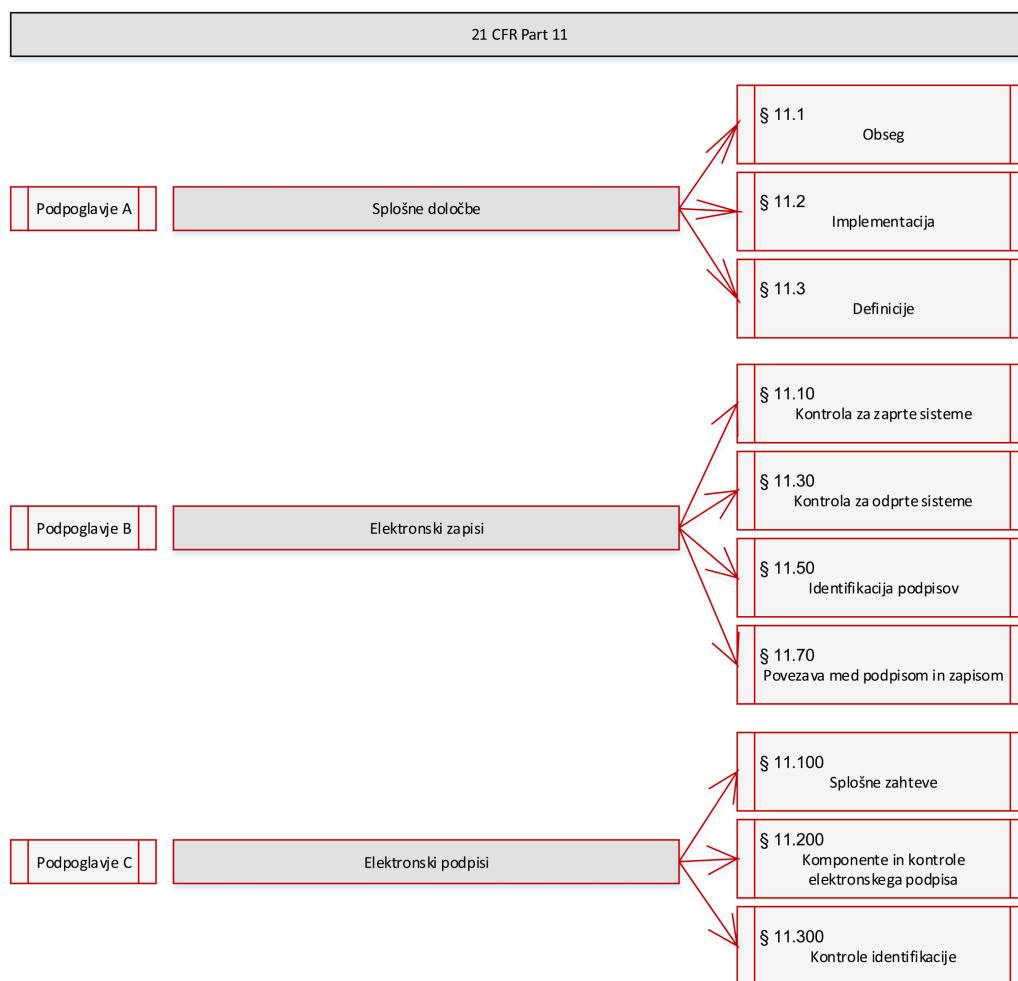 21 CFR Part 11
Podpoglavje A
Splošne določbe
§ 11.1
Obseg
§ 11.2
Implementacija
§ 11.3
Definicije
Podpoglavje B
Elektronski zapisi
§ 11.10
Kontrola za zaprte sisteme
§ 11.30
Kontrola za odprte sisteme
§ 11.50
Identifikacija podpisov
§ 11.70
Povezava med podpisom in zapisom
Podpoglavje C
Elektronski podpisi
§ 11.100
Splošne zahteve
§ 11.200
Komponente in kontrole
elektronskega podpisa
§ 11.300
Kontrole identifikacije